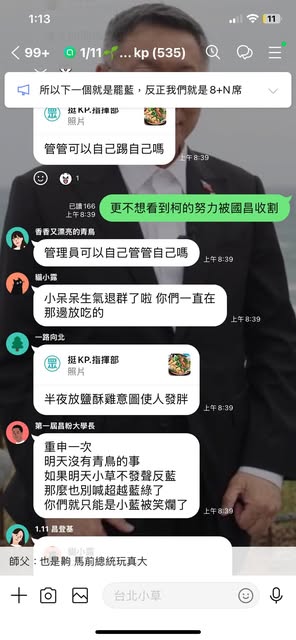 1:13
11
99+
1/11🌱... kp (535)
所以下一個就是罷藍，反正我們就是 8+N 席
挺KP.指揮部
照片
管管可以自己踢自己嗎
上午8:39
1
已讀 166
上午8:39
更不想看到柯的努力被國昌收割
香香又漂亮的青鳥
管理員可以自己管管自己嗎
上午8:39
貓小露
小呆呆生氣退群了啦 你們一直在
那邊放吃的
上午8:39
一路向北
挺KP.指揮部
照片
半夜放鹽酥雞意圖使人發胖
上午8:39
第一屆昌粉大學長
重申一次
明天沒有青鳥的事
如果明天小草不發聲反藍
那麼也別喊超越藍綠了
你們就只能是小藍被笑爛了
上午8:39
1.11 昌登基
師父：也是齁 馬前總統玩真大
台北小草